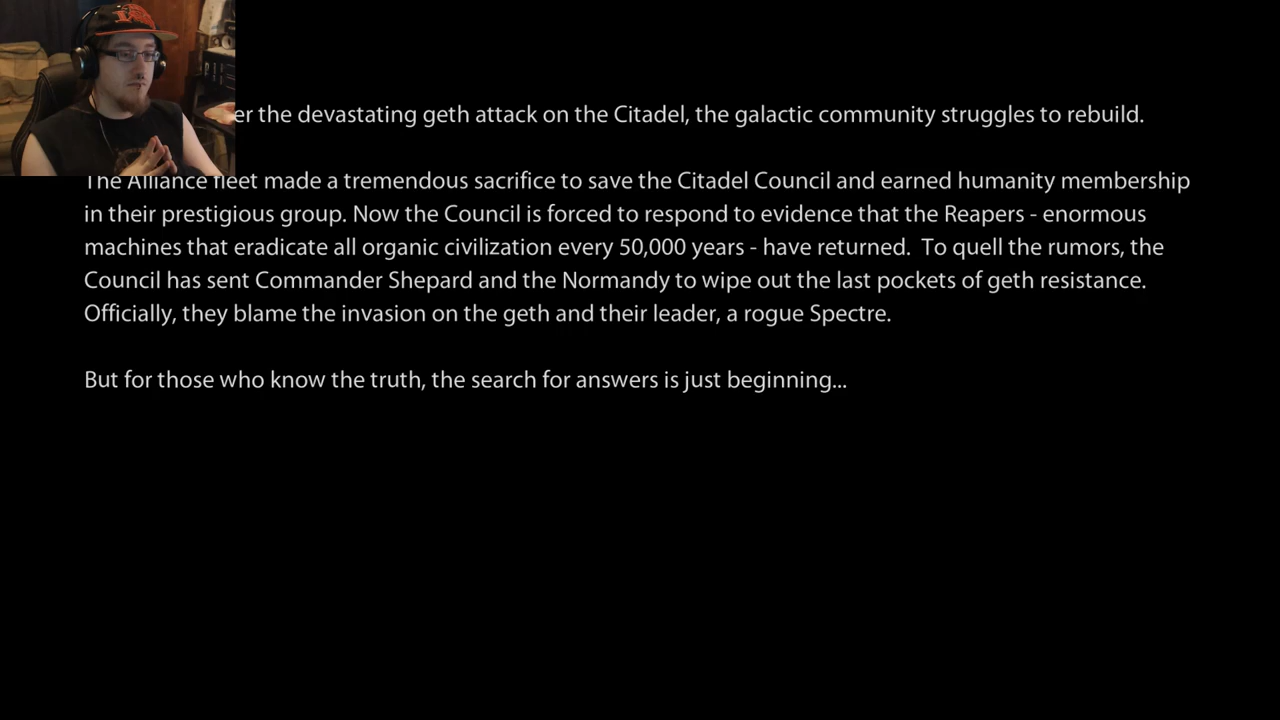 the devastating geth attack on the Citadel, the galactic community struggles to rebuild.
The Alliance fleet made a tremendous sacrifice to save the Citadel Council and earned humanity membership
in their prestigious group. Now the Council is forced to respond to evidence that the Reapers - enormous
machines that eradicate all organic civilization every 50,000 years - have returned.  To quell the rumors, the
Council has sent Commander Shepard and the Normandy to wipe out the last pockets of geth resistance.
Officially, they blame the invasion on the geth and their leader, a rogue Spectre.
But for those who know the truth, the search for answers is just beginning...